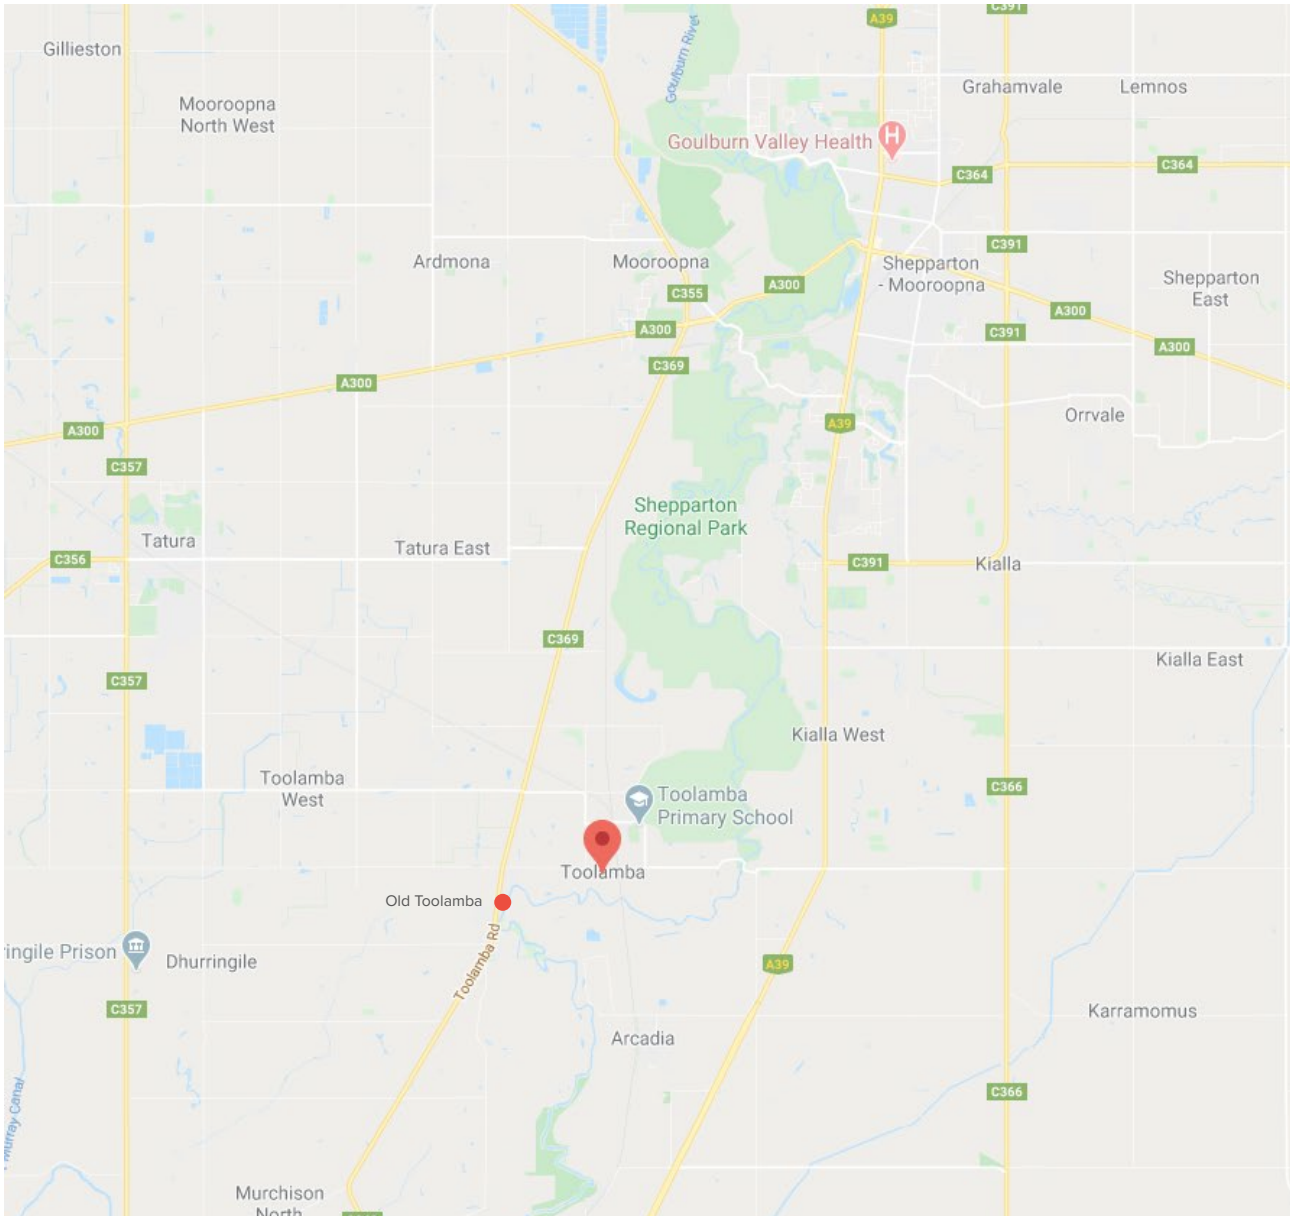 C391
A39
Gillieston
Goulburn River
Grahamvale
Lemnos
Mooroopna
North West
Goulburn Valley Health
H
C364
C364
C391
Ardmona
Mooroopna
Shepparton
- Mooroopna
Shepparton
East
A300
C355
A300
A300
C391
A300
C369
A300
A39
Orrvale
A300
C357
Shepparton
Regional Park
Tatura
Tatura East
C356
C391
Kialla
C369
Kialla East
C357
Kialla West
Toolamba
West
C366
Toolamba
Primary School
Toolamba
Old Toolamba
Toolamba Rd
ringile Prison
Dhurringile
A39
C357
Karramomus
Arcadia
C366
Murray Canal
Murchison
North